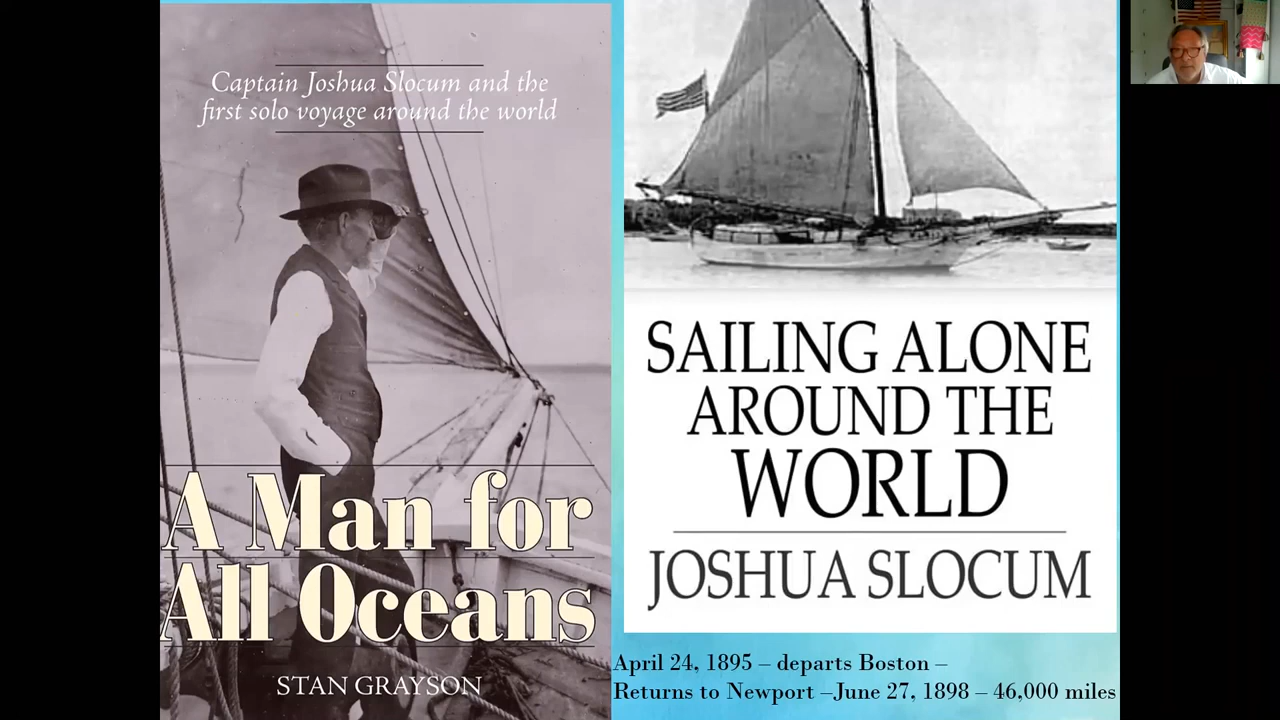 Captain Joshua Slocum and the
first solo voyage around the world
A Man for
All Oceans
STAN GRAYSON
SAILING ALONE
AROUND THE
WORLD
JOSHUA SLOCUM
April 24, 1895 – departs Boston –
Returns to Newport –June 27, 1898 – 46,000 miles